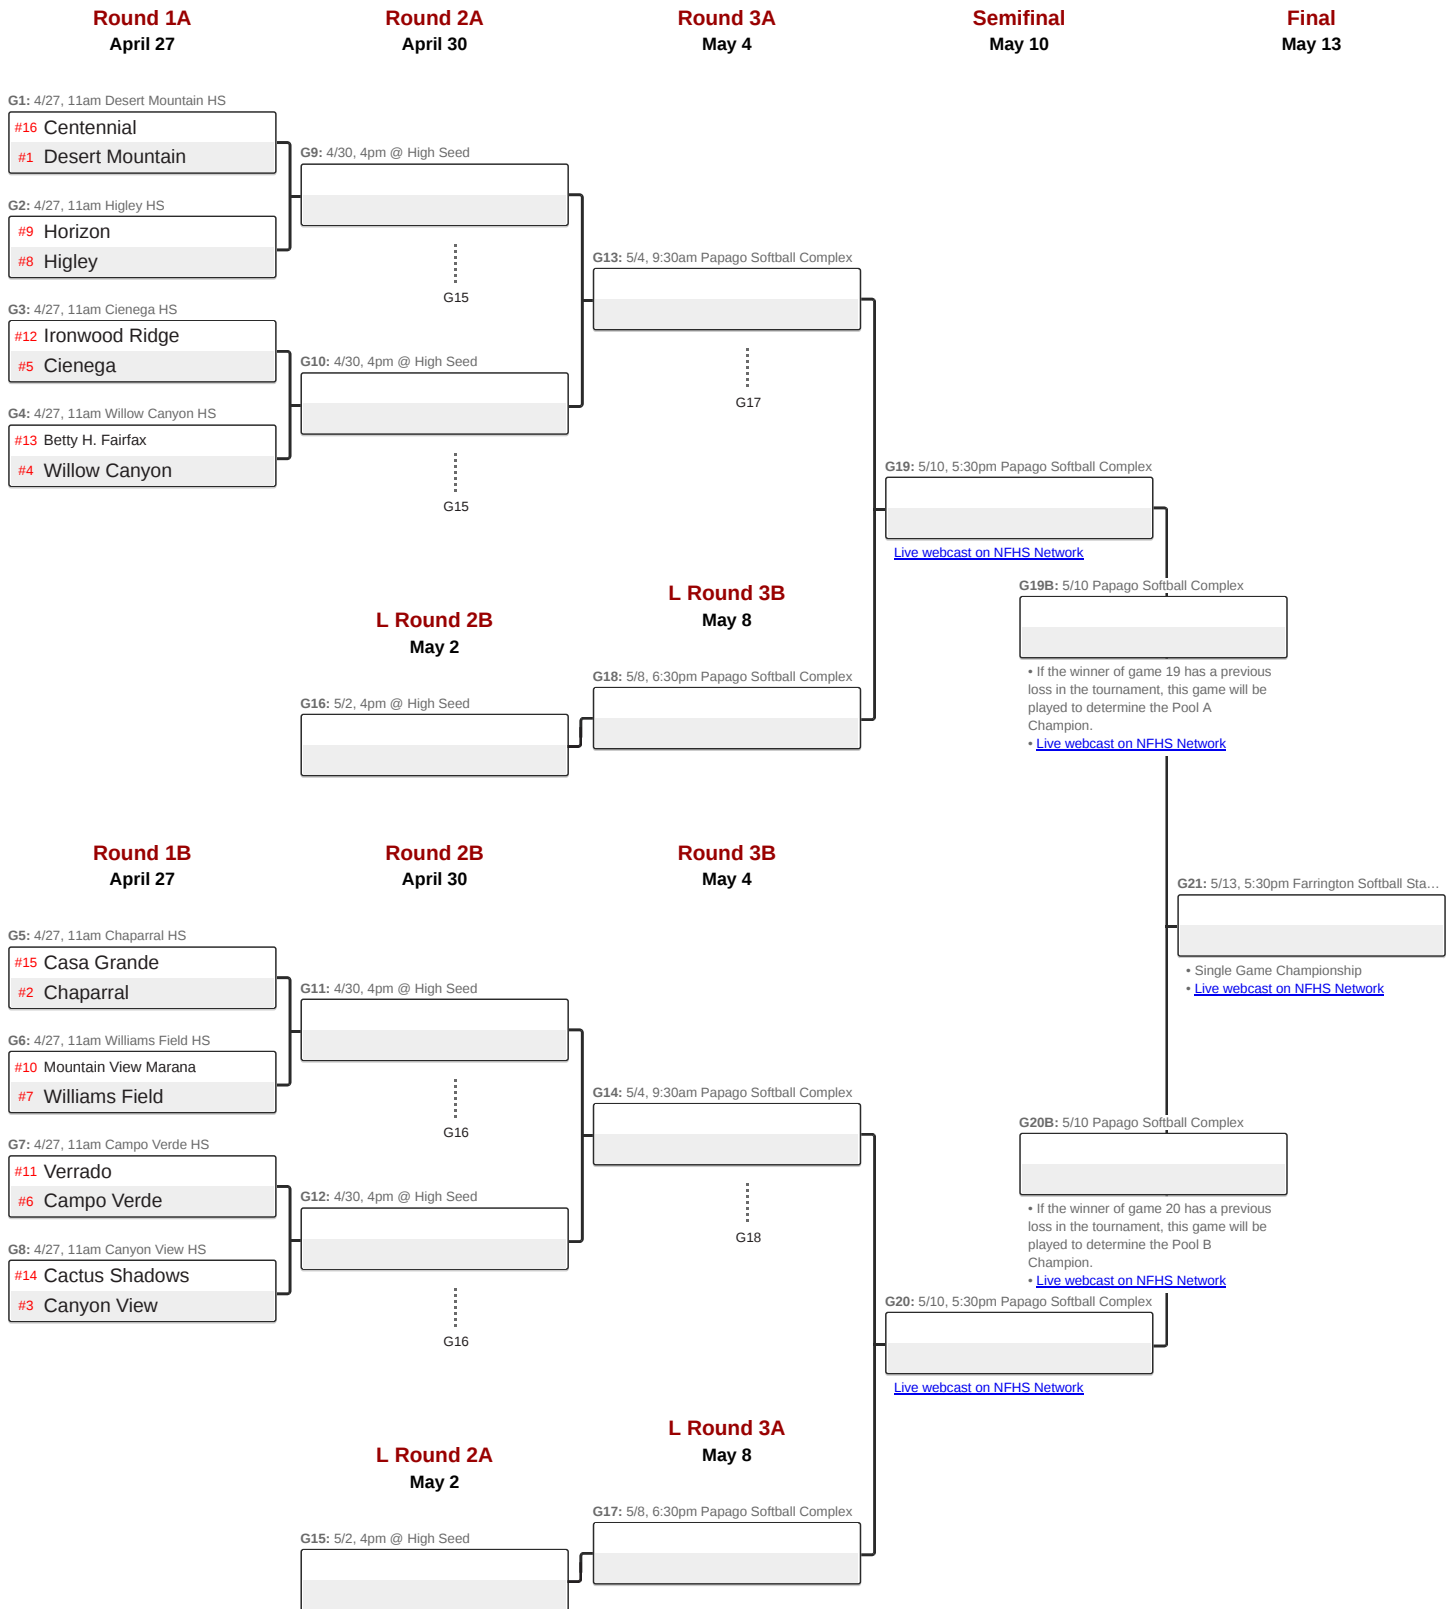 Round 1A
April 27
Round 2A
April 30
Round 3A
May 4
Semifinal
May 10
Final
May 13
G1: 4/27, 11am Desert Mountain HS
#16 Centennial
#1 Desert Mountain
G2: 4/27, 11am Higley HS
#9 Horizon
#8 Higley
G3: 4/27, 11am Cienega HS
#12 Ironwood Ridge
#5 Cienega
G4: 4/27, 11am Willow Canyon HS
#13 Betty H. Fairfax
#4 Willow Canyon
G9: 4/30, 4pm @ High Seed
G15
G10: 4/30, 4pm @ High Seed
G15
G13: 5/4, 9:30am Papago Softball Complex
G17
G19: 5/10, 5:30pm Papago Softball Complex
Live webcast on NFHS Network
G19B: 5/10 Papago Softball Complex
• If the winner of game 19 has a previous
loss in the tournament, this game will be
played to determine the Pool A
Champion.
• Live webcast on NFHS Network
L Round 2B
May 2
L Round 3B
May 8
G16: 5/2, 4pm @ High Seed
G18: 5/8, 6:30pm Papago Softball Complex
Round 1B
April 27
Round 2B
April 30
Round 3B
May 4
G21: 5/13, 5:30pm Farrington Softball Sta…
• Single Game Championship
• Live webcast on NFHS Network
G5: 4/27, 11am Chaparral HS
#15 Casa Grande
#2 Chaparral
G6: 4/27, 11am Williams Field HS
#10 Mountain View Marana
#7 Williams Field
G7: 4/27, 11am Campo Verde HS
#11 Verrado
#6 Campo Verde
G8: 4/27, 11am Canyon View HS
#14 Cactus Shadows
#3 Canyon View
G11: 4/30, 4pm @ High Seed
G16
G12: 4/30, 4pm @ High Seed
G16
G14: 5/4, 9:30am Papago Softball Complex
G18
G20B: 5/10 Papago Softball Complex
• If the winner of game 20 has a previous
loss in the tournament, this game will be
played to determine the Pool B
Champion.
• Live webcast on NFHS Network
G20: 5/10, 5:30pm Papago Softball Complex
Live webcast on NFHS Network
L Round 2A
May 2
L Round 3A
May 8
G15: 5/2, 4pm @ High Seed
G17: 5/8, 6:30pm Papago Softball Complex